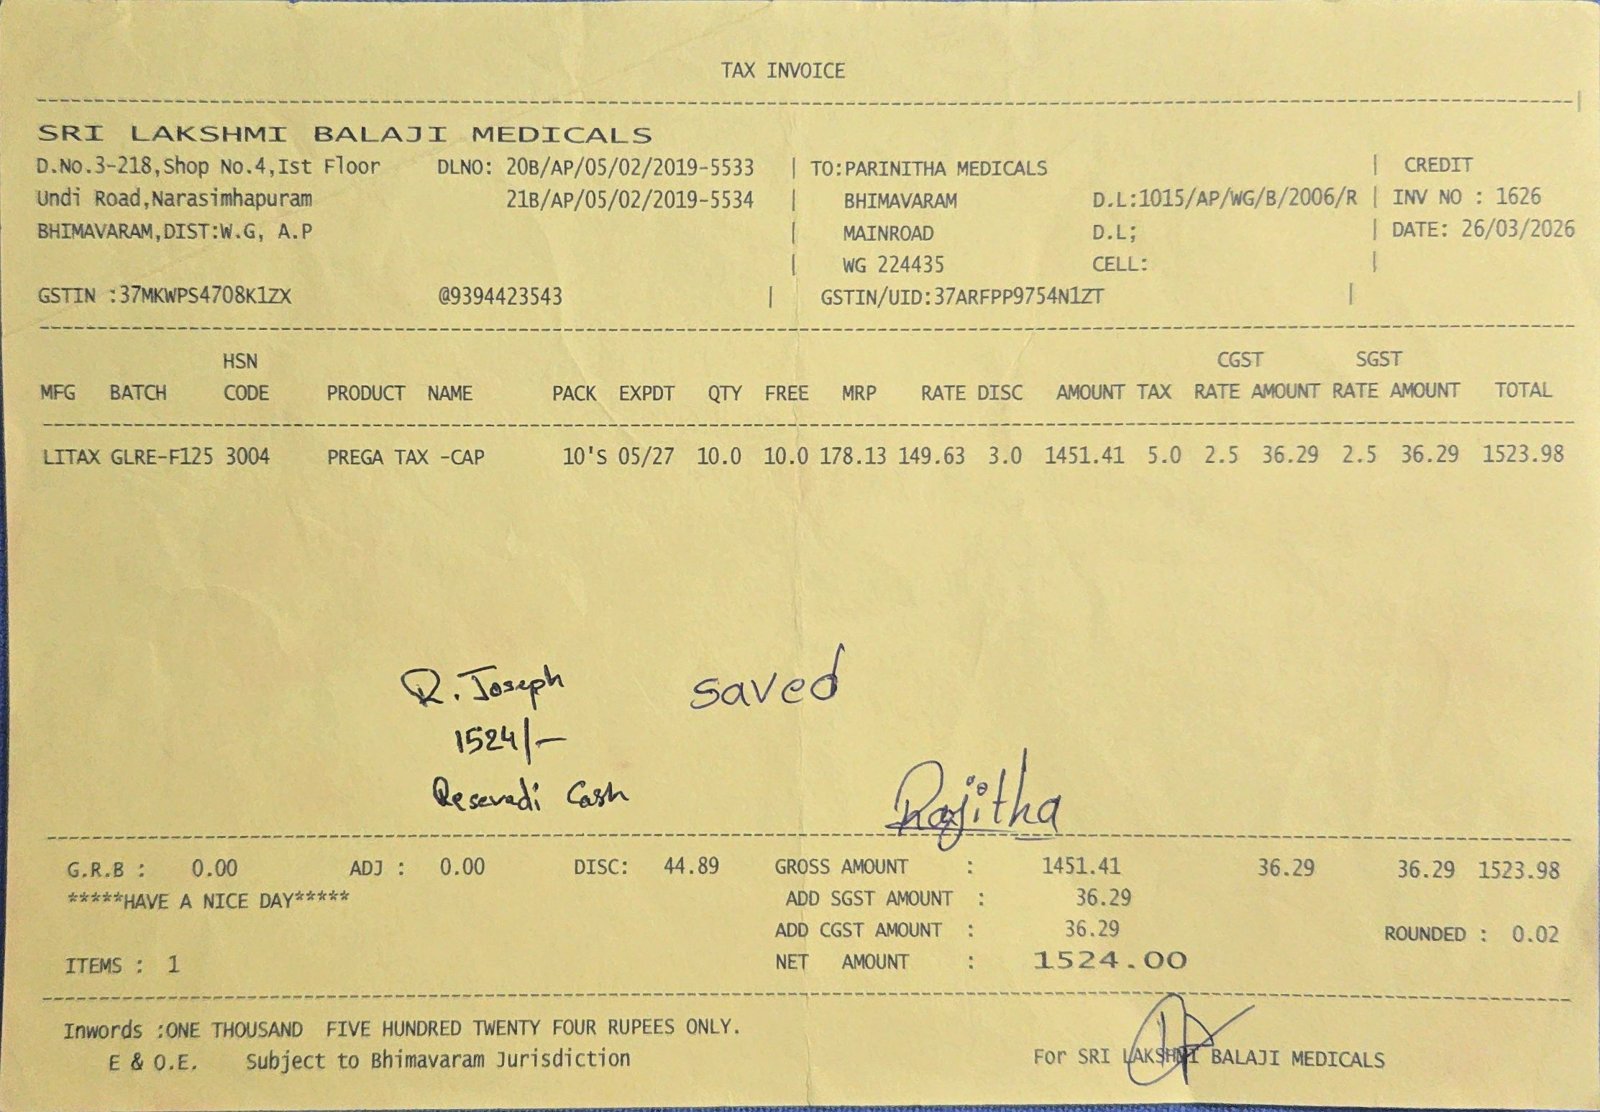 TAX INVOICE
SRI LAKSHMI BALAJI MEDICALS
D.No.3-218,Shop No.4,Ist Floor DLNO: 20B/AP/05/02/2019-5533 | TO:PARINITHA MEDICALS | CREDIT
Undi Road,Narasimhapuram 21B/AP/05/02/2019-5534 | BHIMAVARAM D.L:1015/AP/WG/B/2006/R | INV NO : 1626
BHIMAVARAM,DIST:W.G, A.P | MAINROAD D.L; | DATE: 26/03/2026
| WG 224435 CELL: |
GSTIN :37MKWPS4708K1ZX @9394423543 | GSTIN/UID:37ARFPP9754N1ZT |
HSN CGST SGST
MFG BATCH CODE PRODUCT NAME PACK EXPDT QTY FREE MRP RATE DISC AMOUNT TAX RATE AMOUNT RATE AMOUNT TOTAL
LITAX GLRE-F125 3004 PREGA TAX -CAP 10'S 05/27 10.0 10.0 178.13 149.63 3.0 1451.41 5.0 2.5 36.29 2.5 36.29 1523.98
R. Joseph saved
1524/-
Resevadi Cash
Rajitha
G.R.B : 0.00 ADJ : 0.00 DISC: 44.89 GROSS AMOUNT : 1451.41 36.29 36.29 1523.98
*****HAVE A NICE DAY***** ADD SGST AMOUNT : 36.29
ADD CGST AMOUNT : 36.29 ROUNDED : 0.02
ITEMS : 1 NET AMOUNT : 1524.00
Inwords :ONE THOUSAND FIVE HUNDRED TWENTY FOUR RUPEES ONLY.
E & O.E. Subject to Bhimavaram Jurisdiction For SRI LAKSHMI BALAJI MEDICALS